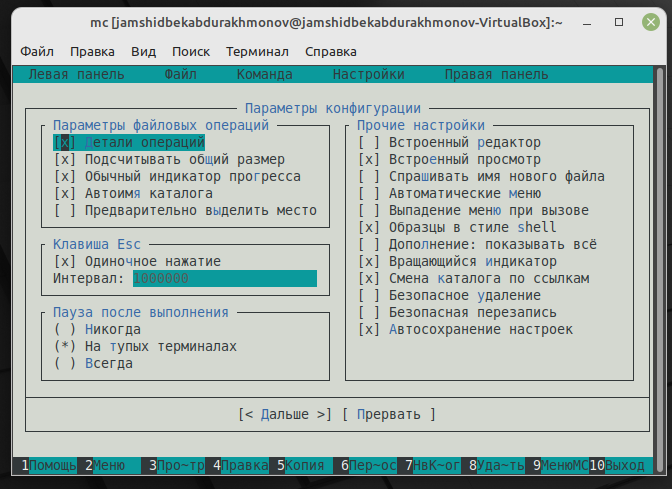 mc [jamshidbekabdurakhmonov@jamshidbekabdurakhmonov-VirtualBox]:~
Файл Правка Вид Поиск Терминал Справка
Левая панель Файл Команда Настройки Правая панель
Параметры конфигурации
Параметры файловых операций
[x] Детали операций
[x] Подсчитывать общий размер
[x] Обычный индикатор прогресса
[x] Автоимя каталога
[ ] Предварительно выделить место
Клавиша Esc
[x] Одиночное нажатие
Интервал: 1000000
Пауза после выполнения
( ) Никогда
(*) На тупых терминалах
( ) Всегда
Прочие настройки
[ ] Встроенный редактор
[x] Встроенный просмотр
[ ] Спрашивать имя нового файла
[ ] Автоматические меню
[ ] Выпадение меню при вызове
[x] Образцы в стиле shell
[ ] Дополнение: показывать всё
[x] Вращающийся индикатор
[x] Смена каталога по ссылкам
[ ] Безопасное удаление
[ ] Безопасная перезапись
[x] Автосохранение настроек
[< Дальше >] [ Прервать ]
1Помощь 2Меню 3Про~тр 4Правка 5Копия 6Пер~ос 7НвК~ог 8Уда~ть 9МенюМС 10Выход